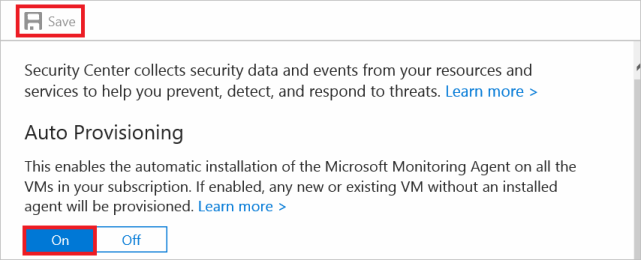 Save
Security Center collects security data and events from your resources and
services to help you prevent, detect, and respond to threats. Learn more >
Auto Provisioning
This enables the automatic installation of the Microsoft Monitoring Agent on all the
VMs in your subscription. If enabled, any new or existing VM without an installed
agent will be provisioned. Learn more >
On Off